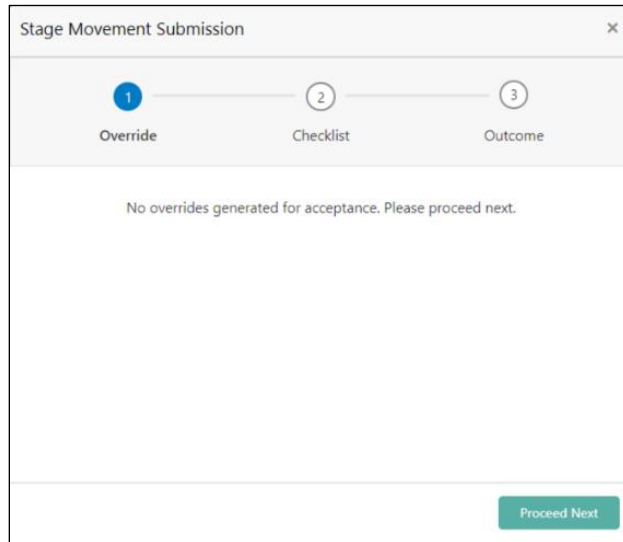 Stage Movement Submission ×
1 2 3
Override Checklist Outcome
No overrides generated for acceptance. Please proceed next.
Proceed Next